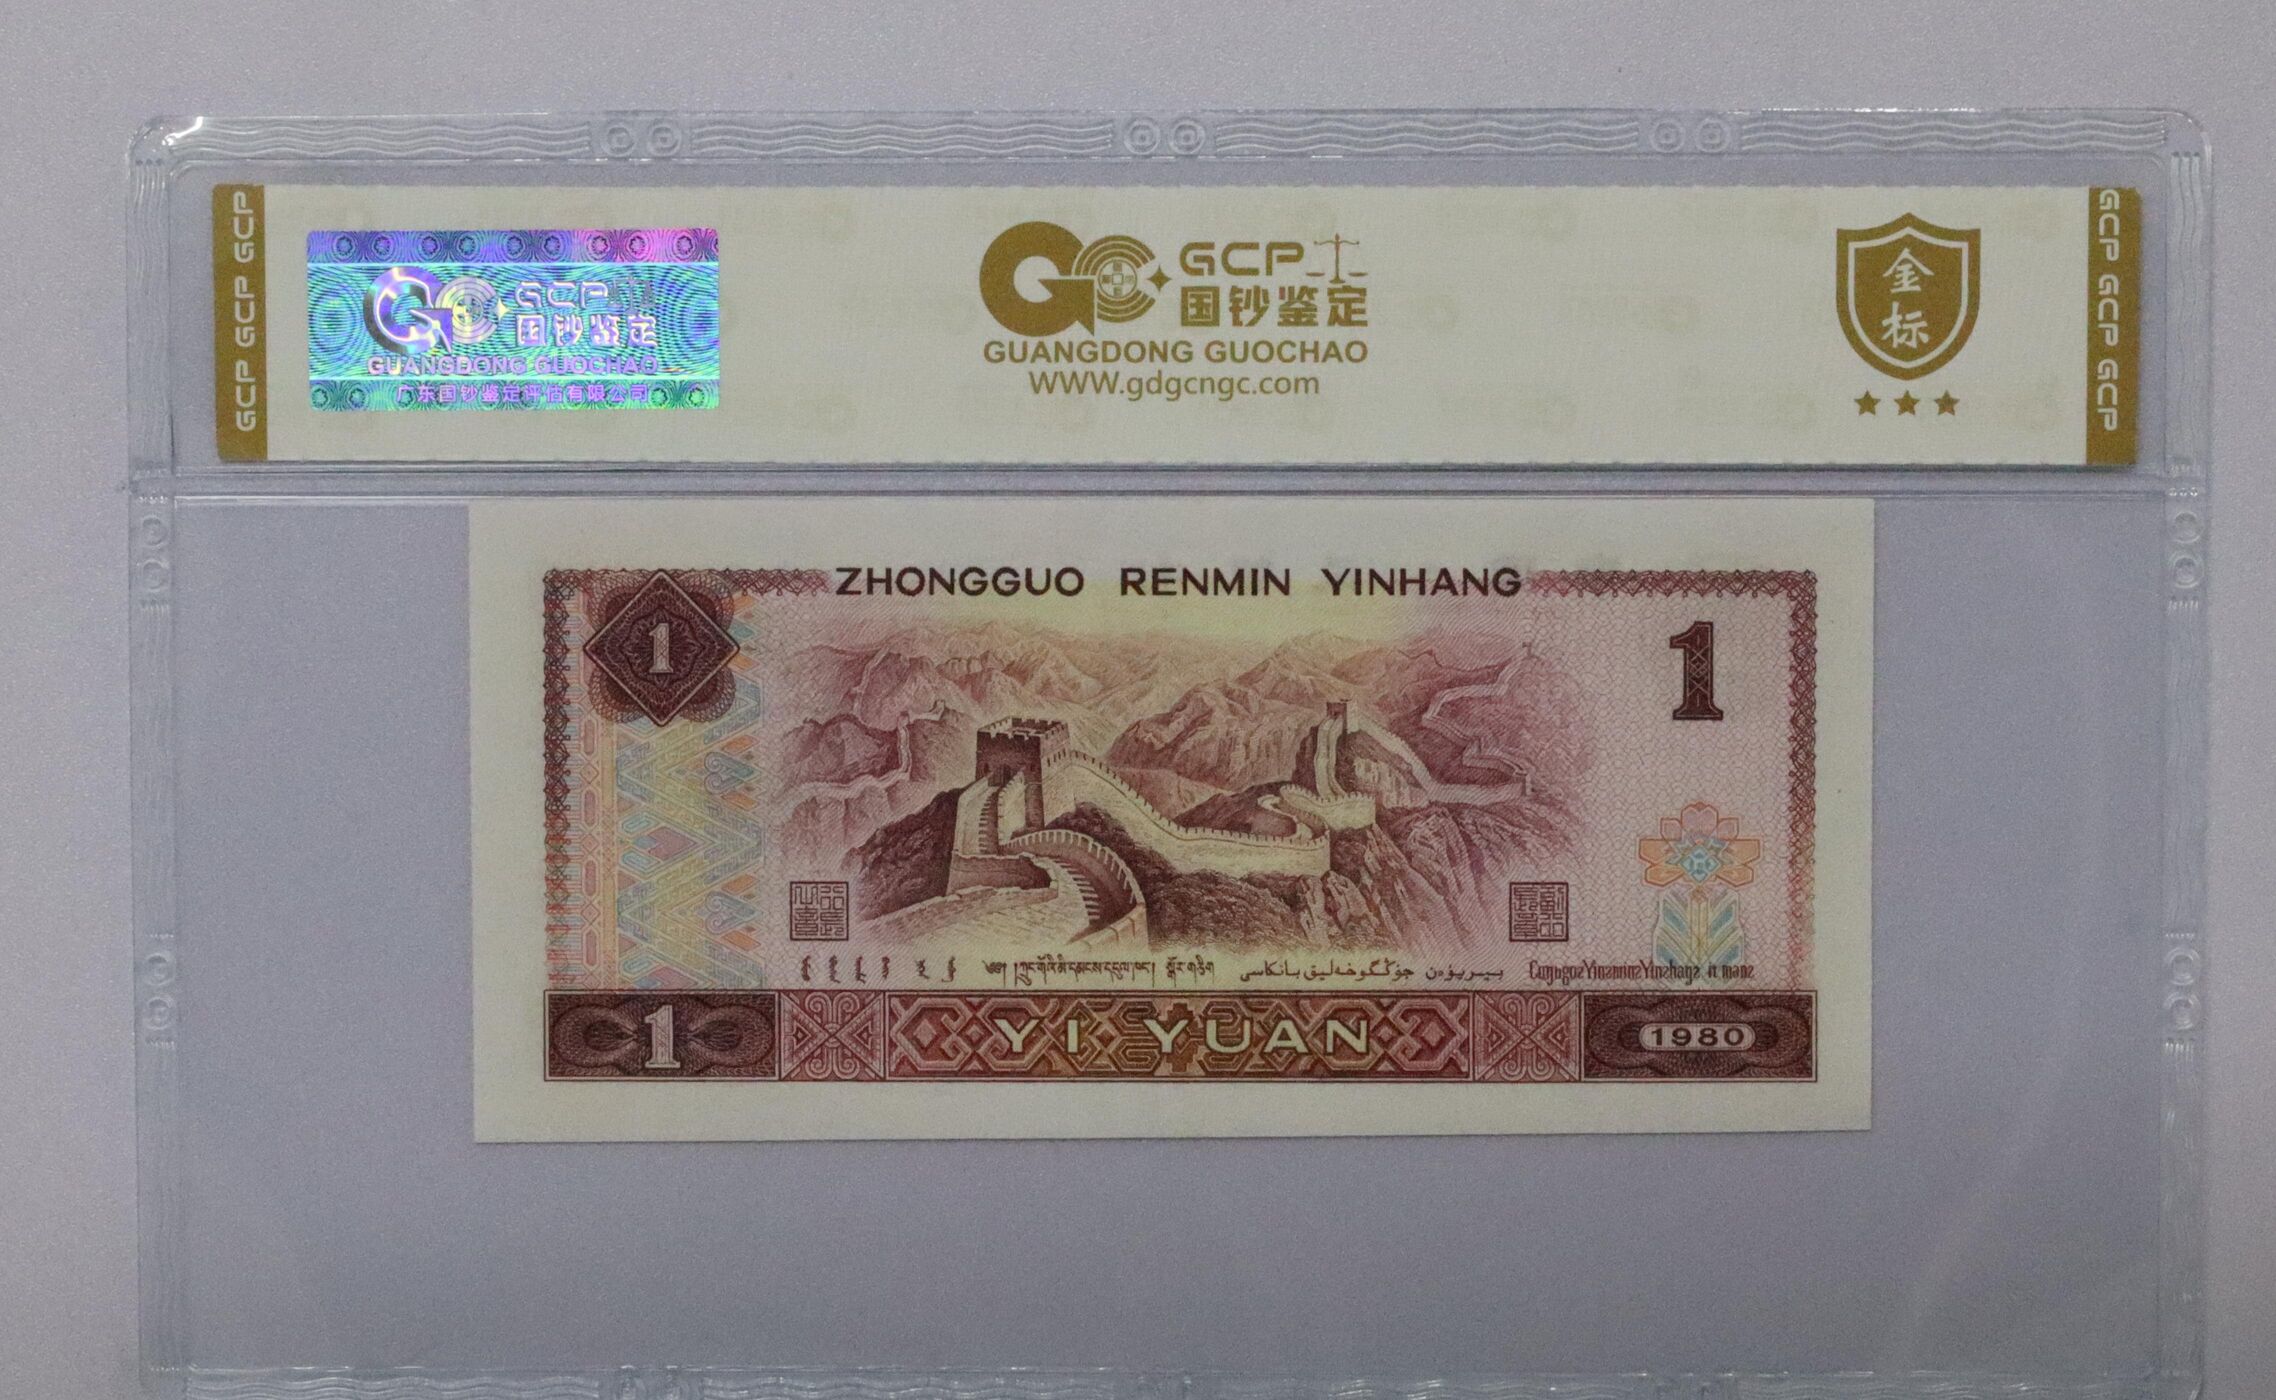 GCP GCP GCP
GCP
国钞鉴定
GUANGDONG GUOCHAO
广东国钞鉴定评估有限公司
GCP
国钞鉴定
GUANGDONG GUOCHAO
WWW.gdgcngc.com
金标
GCP GCP GCP
ZHONGGUO RENMIN YINHANG
1
1
1
YI YUAN
1980